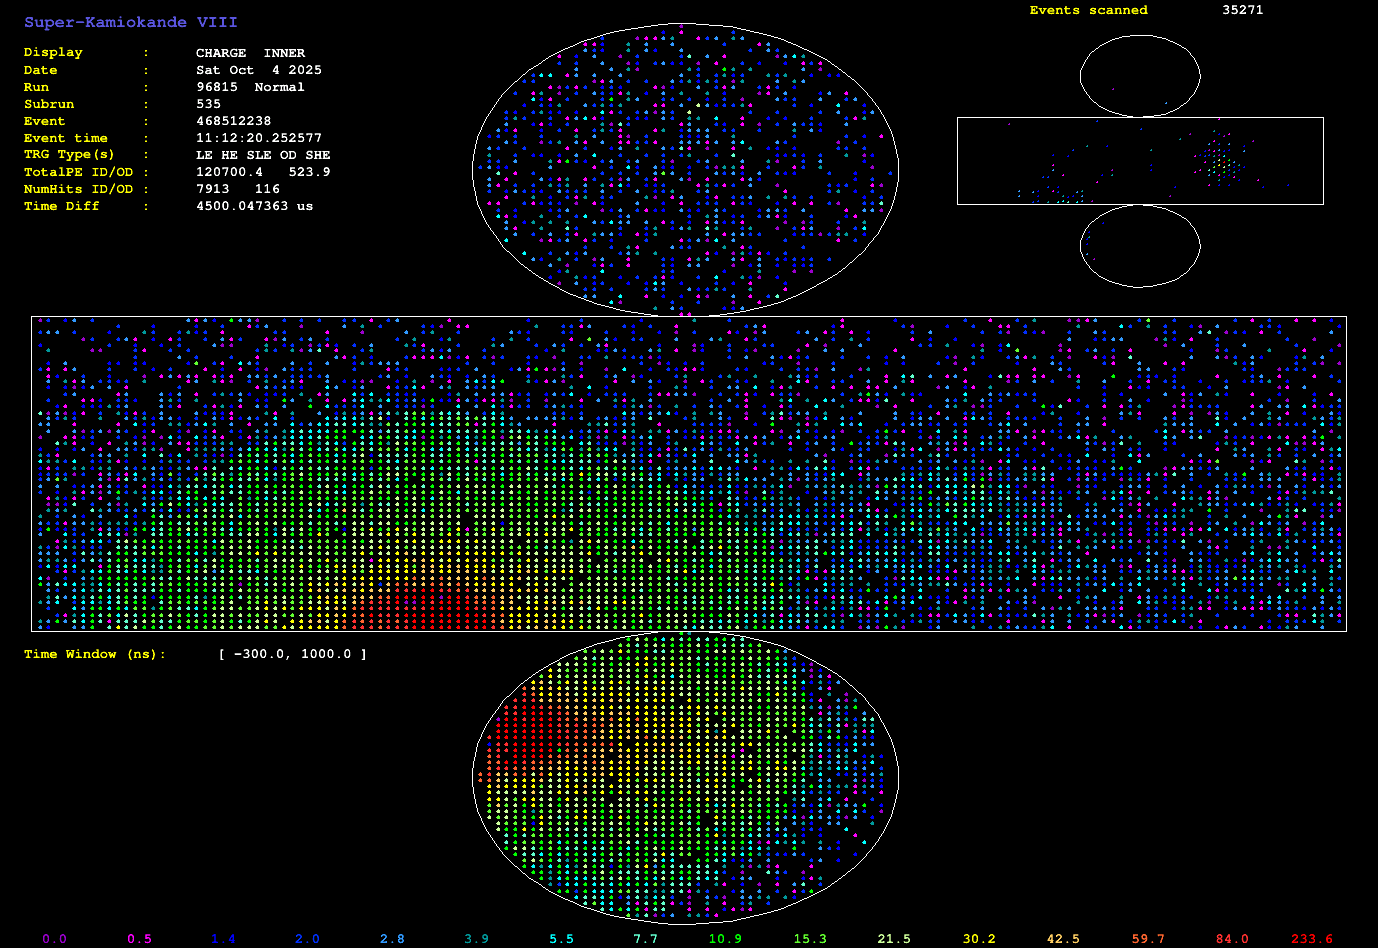 Super-Kamiokande VIII
Events scanned 35271
Display : CHARGE INNER
Date : Sat Oct 4 2025
Run : 96815 Normal
Subrun : 535
Event : 468512238
Event time : 11:12:20.252577
TRG Type(s) : LE HE SLE OD SHE
TotalPE ID/OD : 120700.4 523.9
NumHits ID/OD : 7913 116
Time Diff : 4500.047363 us
Time Window (ns): [ -300.0, 1000.0 ]
0.0 0.5 1.4 2.0 2.8 3.9 5.5 7.7 10.9 15.3 21.5 30.2 42.5 59.7 84.0 233.6